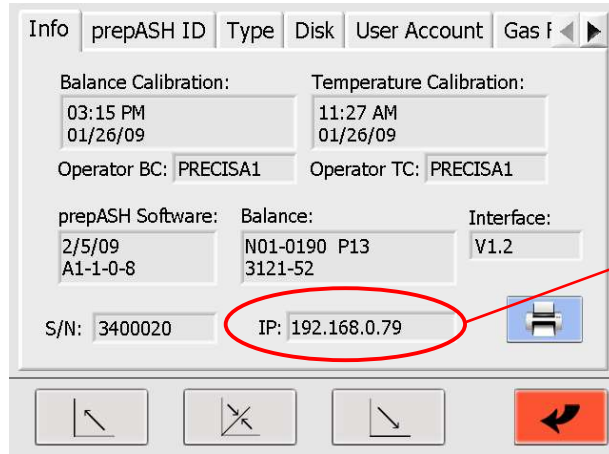 Info prepASH ID Type Disk User Account Gas
Balance Calibration: Temperature Calibration:
03:15 PM 11:27 AM
01/26/09 01/26/09
Operator BC: PRECISA1 Operator TC: PRECISA1
prepASH Software: Balance: Interface:
2/5/09 N01-0190 P13 V1.2
A1-1-0-8 3121-52
S/N: 3400020 IP: 192.168.0.79